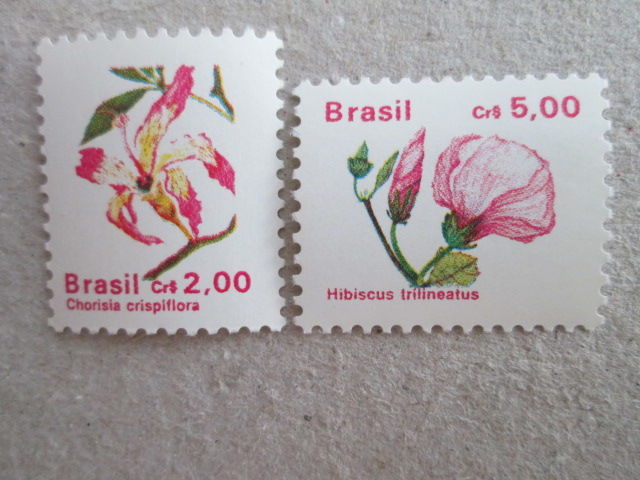 Brasil Cr$ 2,00
Chorisia crispiflora
Brasil Cr$ 5,00
Hibiscus trilineatus